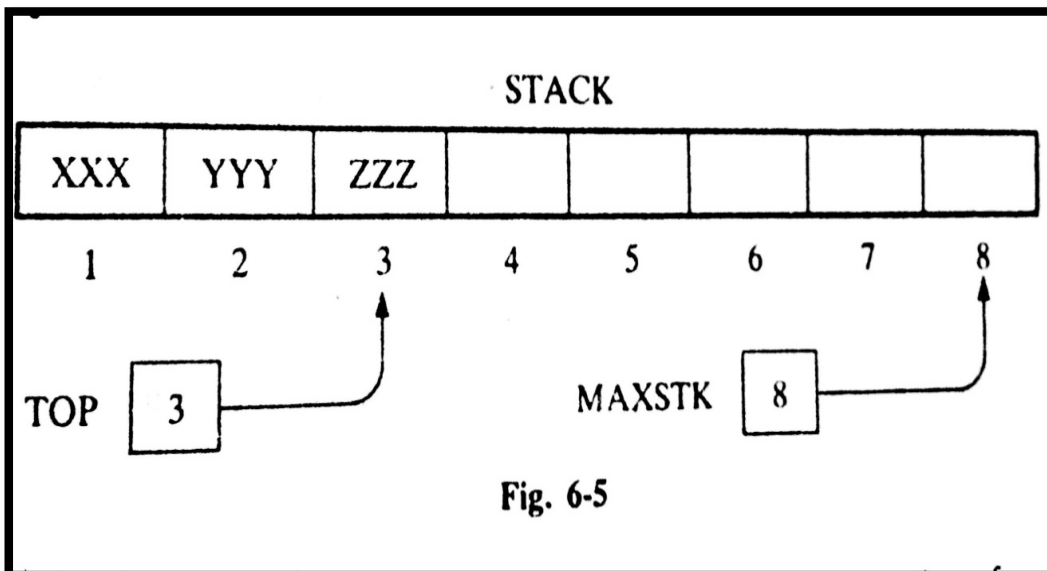 STACK
XXX YYY ZZZ
1 2 3 4 5 6 7 8
TOP 3 MAXSTK 8
Fig. 6-5